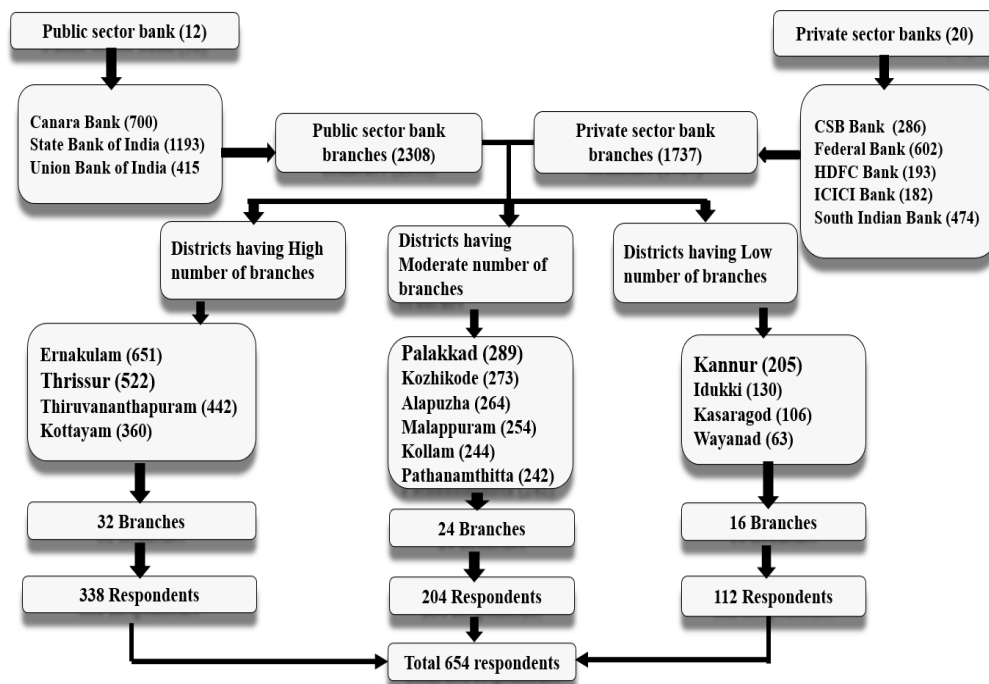 Public sector bank (12)
Private sector banks (20)
Canara Bank (700)
State Bank of India (1193)
Union Bank of India (415
Public sector bank
branches (2308)
Private sector bank
branches (1737)
CSB Bank (286)
Federal Bank (602)
HDFC Bank (193)
ICICI Bank (182)
South Indian Bank (474)
Districts having High
number of branches
Districts having
Moderate number of
branches
Districts having Low
number of branches
Ernakulam (651)
Thrissur (522)
Thiruvananthapuram (442)
Kottayam (360)
Palakkad (289)
Kozhikode (273)
Alapuzha (264)
Malappuram (254)
Kollam (244)
Pathanamthitta (242)
Kannur (205)
Idukki (130)
Kasaragod (106)
Wayanad (63)
32 Branches
24 Branches
16 Branches
338 Respondents
204 Respondents
112 Respondents
Total 654 respondents